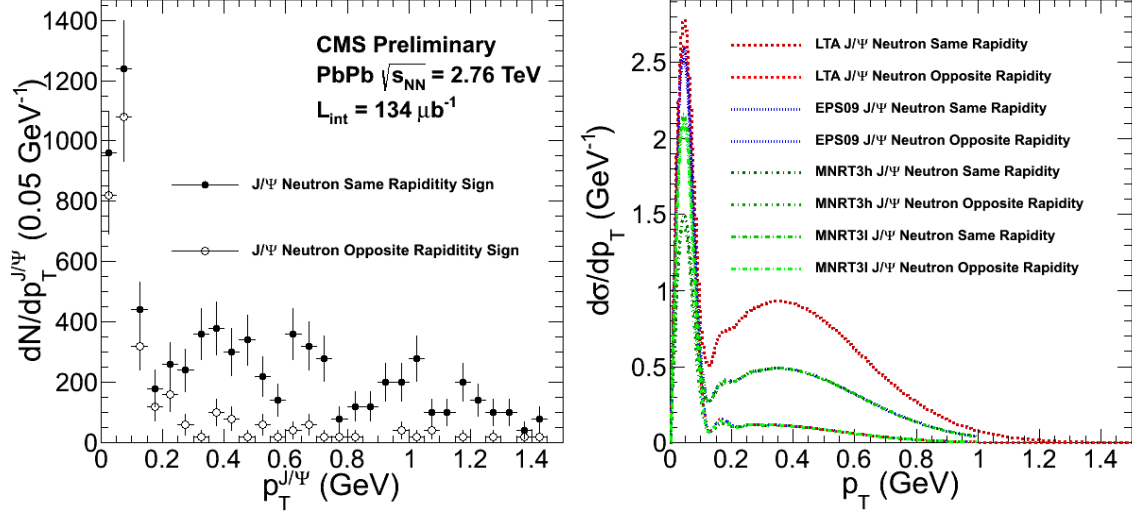 dN/dp_T^{J/Ψ} (0.05 GeV⁻¹)
1400
1200
1000
800
600
400
200
0
CMS Preliminary
PbPb √s_NN = 2.76 TeV
L_int = 134 μb⁻¹
J/Ψ Neutron Same Rapiditity Sign
J/Ψ Neutron Opposite Rapiditity Sign
0 0.2 0.4 0.6 0.8 1 1.2 1.4
p_T^{J/Ψ} (GeV)
dσ/dp_T (GeV⁻¹)
2.5
2
1.5
1
0.5
0
LTA J/Ψ Neutron Same Rapidity
LTA J/Ψ Neutron Opposite Rapidity
EPS09 J/Ψ Neutron Same Rapidity
EPS09 J/Ψ Neutron Opposite Rapidity
MNRT3h J/Ψ Neutron Same Rapidity
MNRT3h J/Ψ Neutron Opposite Rapidity
MNRT3l J/Ψ Neutron Same Rapidity
MNRT3l J/Ψ Neutron Opposite Rapidity
0 0.2 0.4 0.6 0.8 1 1.2 1.4
p_T (GeV)